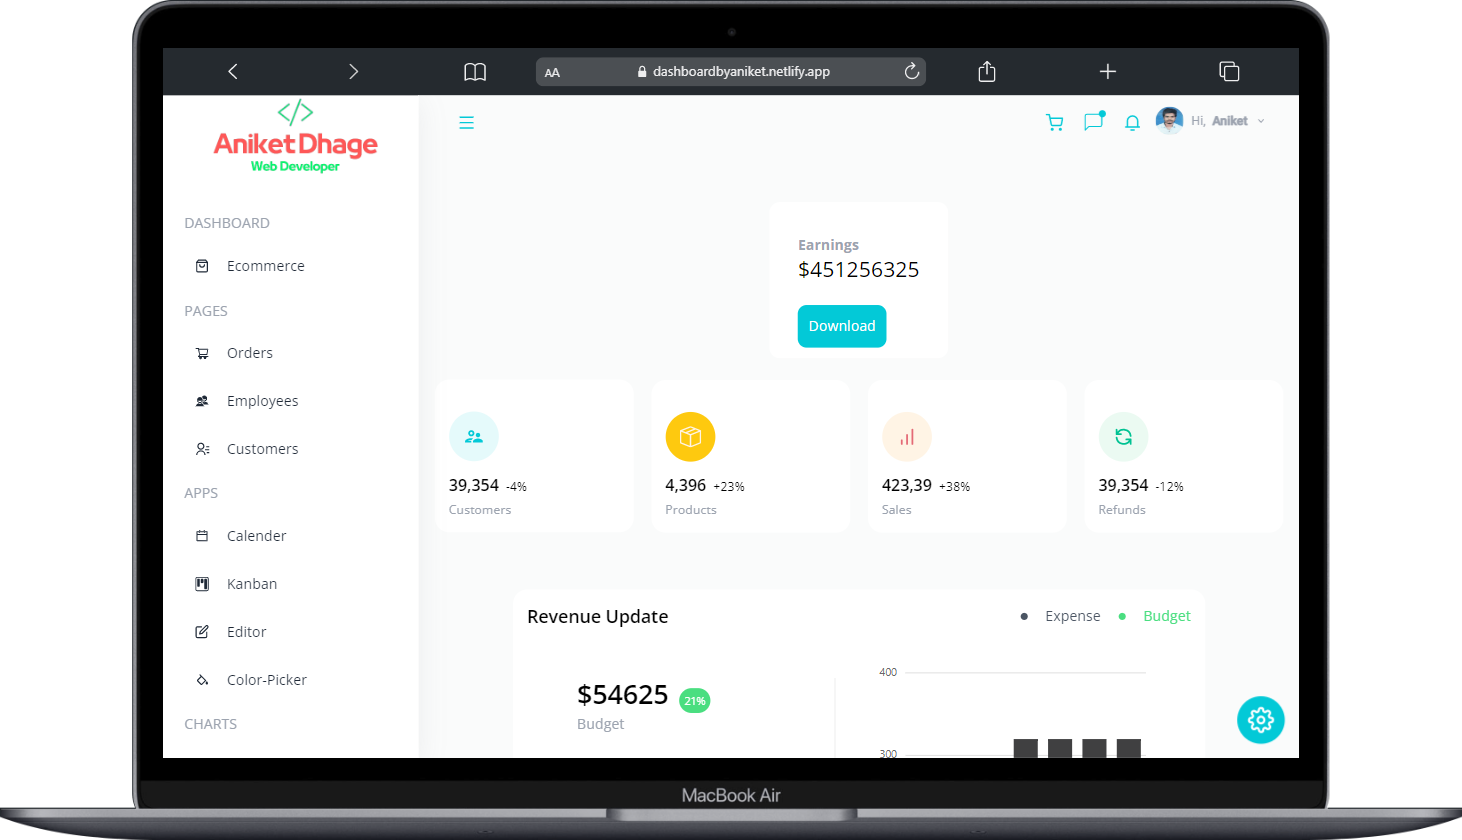 AA dashboardbyaniket.netlify.app
</>
Aniket Dhage
Web Developer
Hi, Aniket
DASHBOARD
Ecommerce
PAGES
Orders
Employees
Customers
APPS
Calender
Kanban
Editor
Color-Picker
CHARTS
Earnings
$451256325
Download
39,354 -4%
Customers
4,396 +23%
Products
423,39 +38%
Sales
39,354 -12%
Refunds
Revenue Update
Expense
Budget
$54625 21%
Budget
400
300
MacBook Air